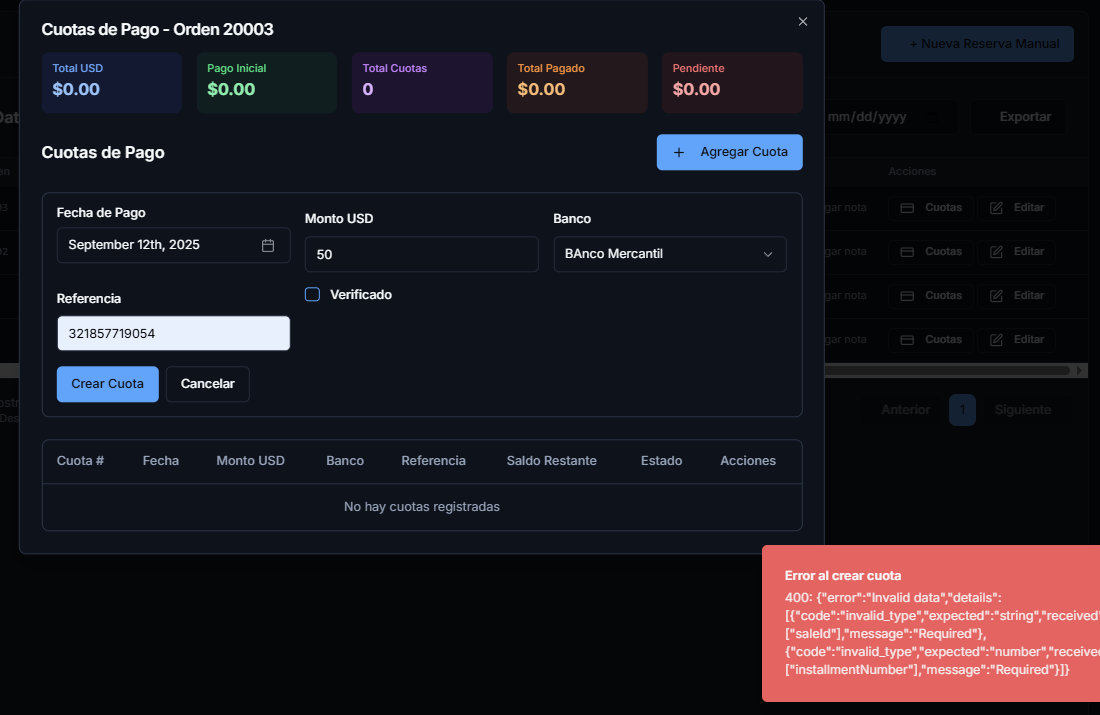 Cuotas de Pago - Orden 20003
Total USD
$0.00
Pago Inicial
$0.00
Total Cuotas
0
Total Pagado
$0.00
Pendiente
$0.00
+ Nueva Reserva Manual
mm/dd/yyyy
Exportar
Cuotas de Pago
+ Agregar Cuota
Acciones
Fecha de Pago
September 12th, 2025
Monto USD
50
Banco
BAnco Mercantil
Referencia
321857719054
Verificado
Crear Cuota
Cancelar
nota Cuotas Editar
nota Cuotas Editar
nota Cuotas Editar
nota Cuotas Editar
Anterior 1 Siguiente
Cuota # Fecha Monto USD Banco Referencia Saldo Restante Estado Acciones
No hay cuotas registradas
Error al crear cuota
400: {"error":"Invalid data","details":
[{"code":"invalid_type","expected":"string","received"
["saleId"],"message":"Required"},
{"code":"invalid_type","expected":"number","received
["installmentNumber"],"message":"Required"}]}